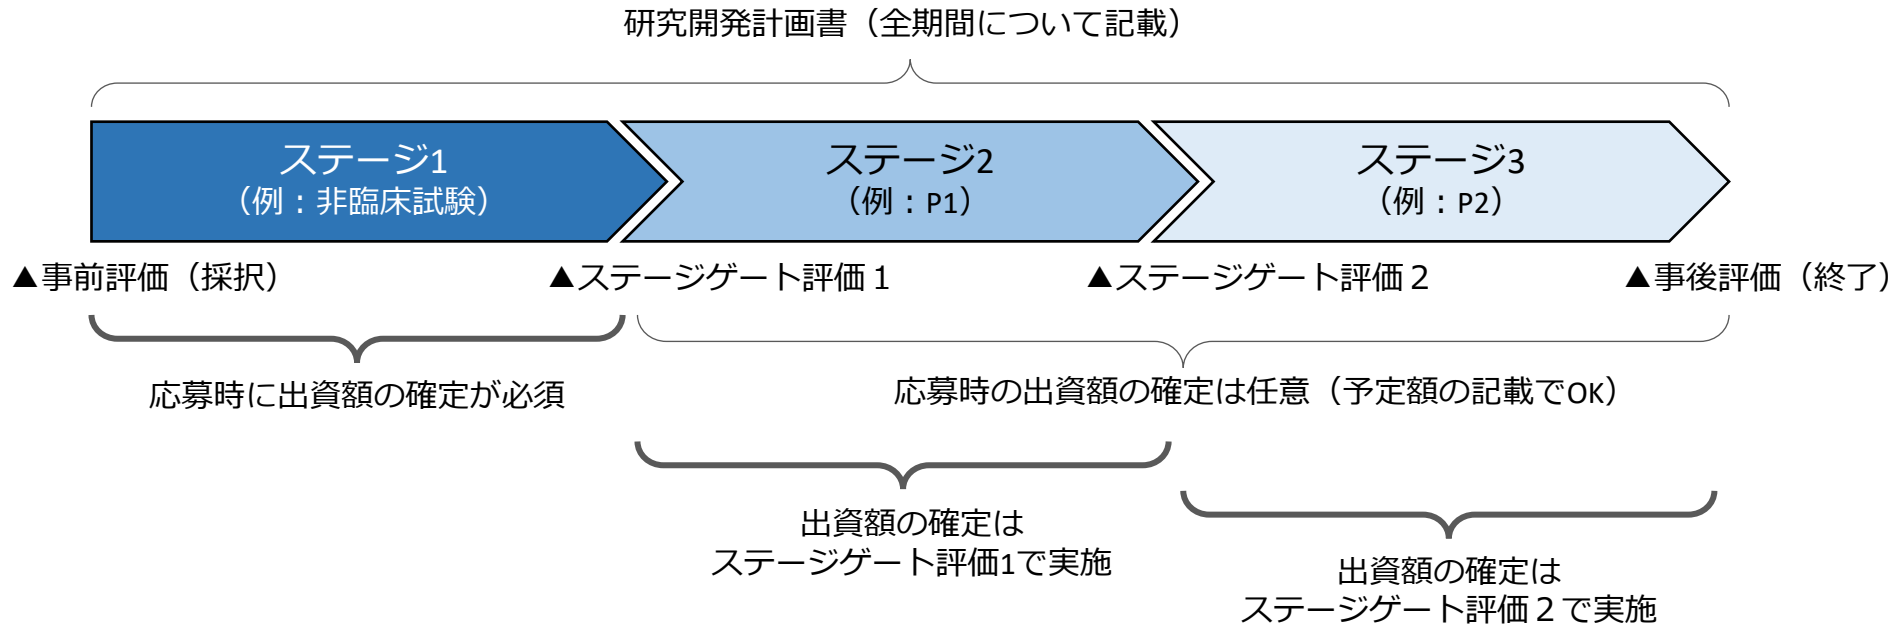 研究開発計画書（全期間について記載）
ステージ1
（例：非臨床試験）
ステージ2
（例：P1）
ステージ3
（例：P2）
▲事前評価（採択）
▲ステージゲート評価１
▲ステージゲート評価２
▲事後評価（終了）
応募時に出資額の確定が必須
応募時の出資額の確定は任意（予定額の記載でOK）
出資額の確定は
ステージゲート評価1で実施
出資額の確定は
ステージゲート評価２で実施